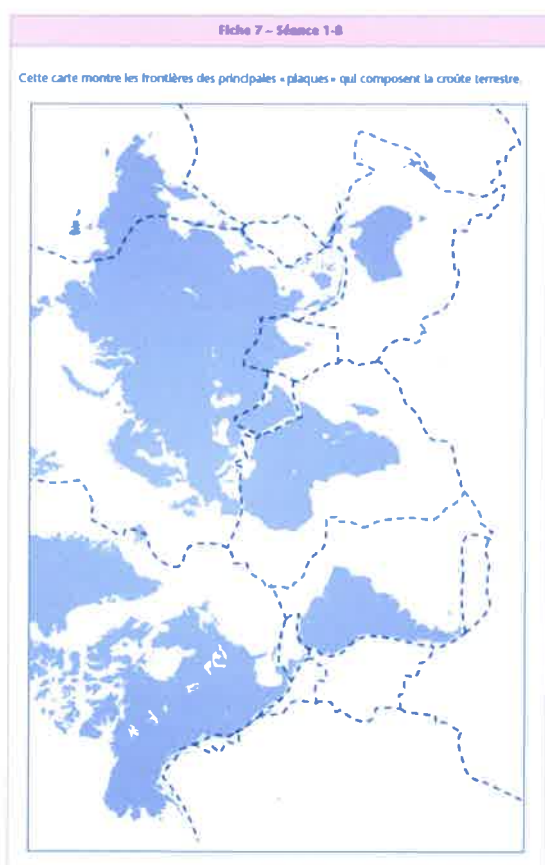 Fiche 7 – Séance 1-8
Cette carte montre les frontières des principales « plaques » qui composent la croûte terrestre.